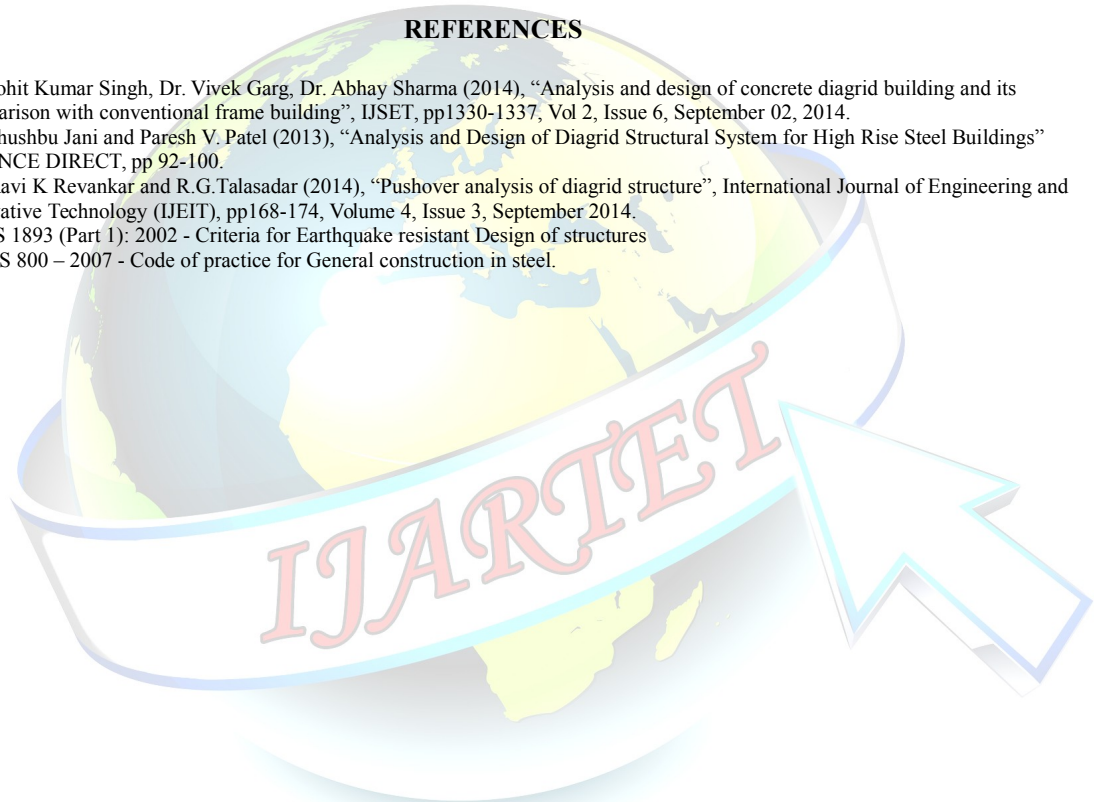 REFERENCES
ohit Kumar Singh, Dr. Vivek Garg, Dr. Abhay Sharma (2014), “Analysis and design of concrete diagrid building and its
arison with conventional frame building”, IJSET, pp1330-1337, Vol 2, Issue 6, September 02, 2014.
hushbu Jani and Paresh V. Patel (2013), “Analysis and Design of Diagrid Structural System for High Rise Steel Buildings”
NCE DIRECT, pp 92-100.
avi K Revankar and R.G.Talasadar (2014), “Pushover analysis of diagrid structure”, International Journal of Engineering and
vative Technology (IJEIT), pp168-174, Volume 4, Issue 3, September 2014.
S 1893 (Part 1): 2002 - Criteria for Earthquake resistant Design of structures
S 800 – 2007 - Code of practice for General construction in steel.
IJARTET